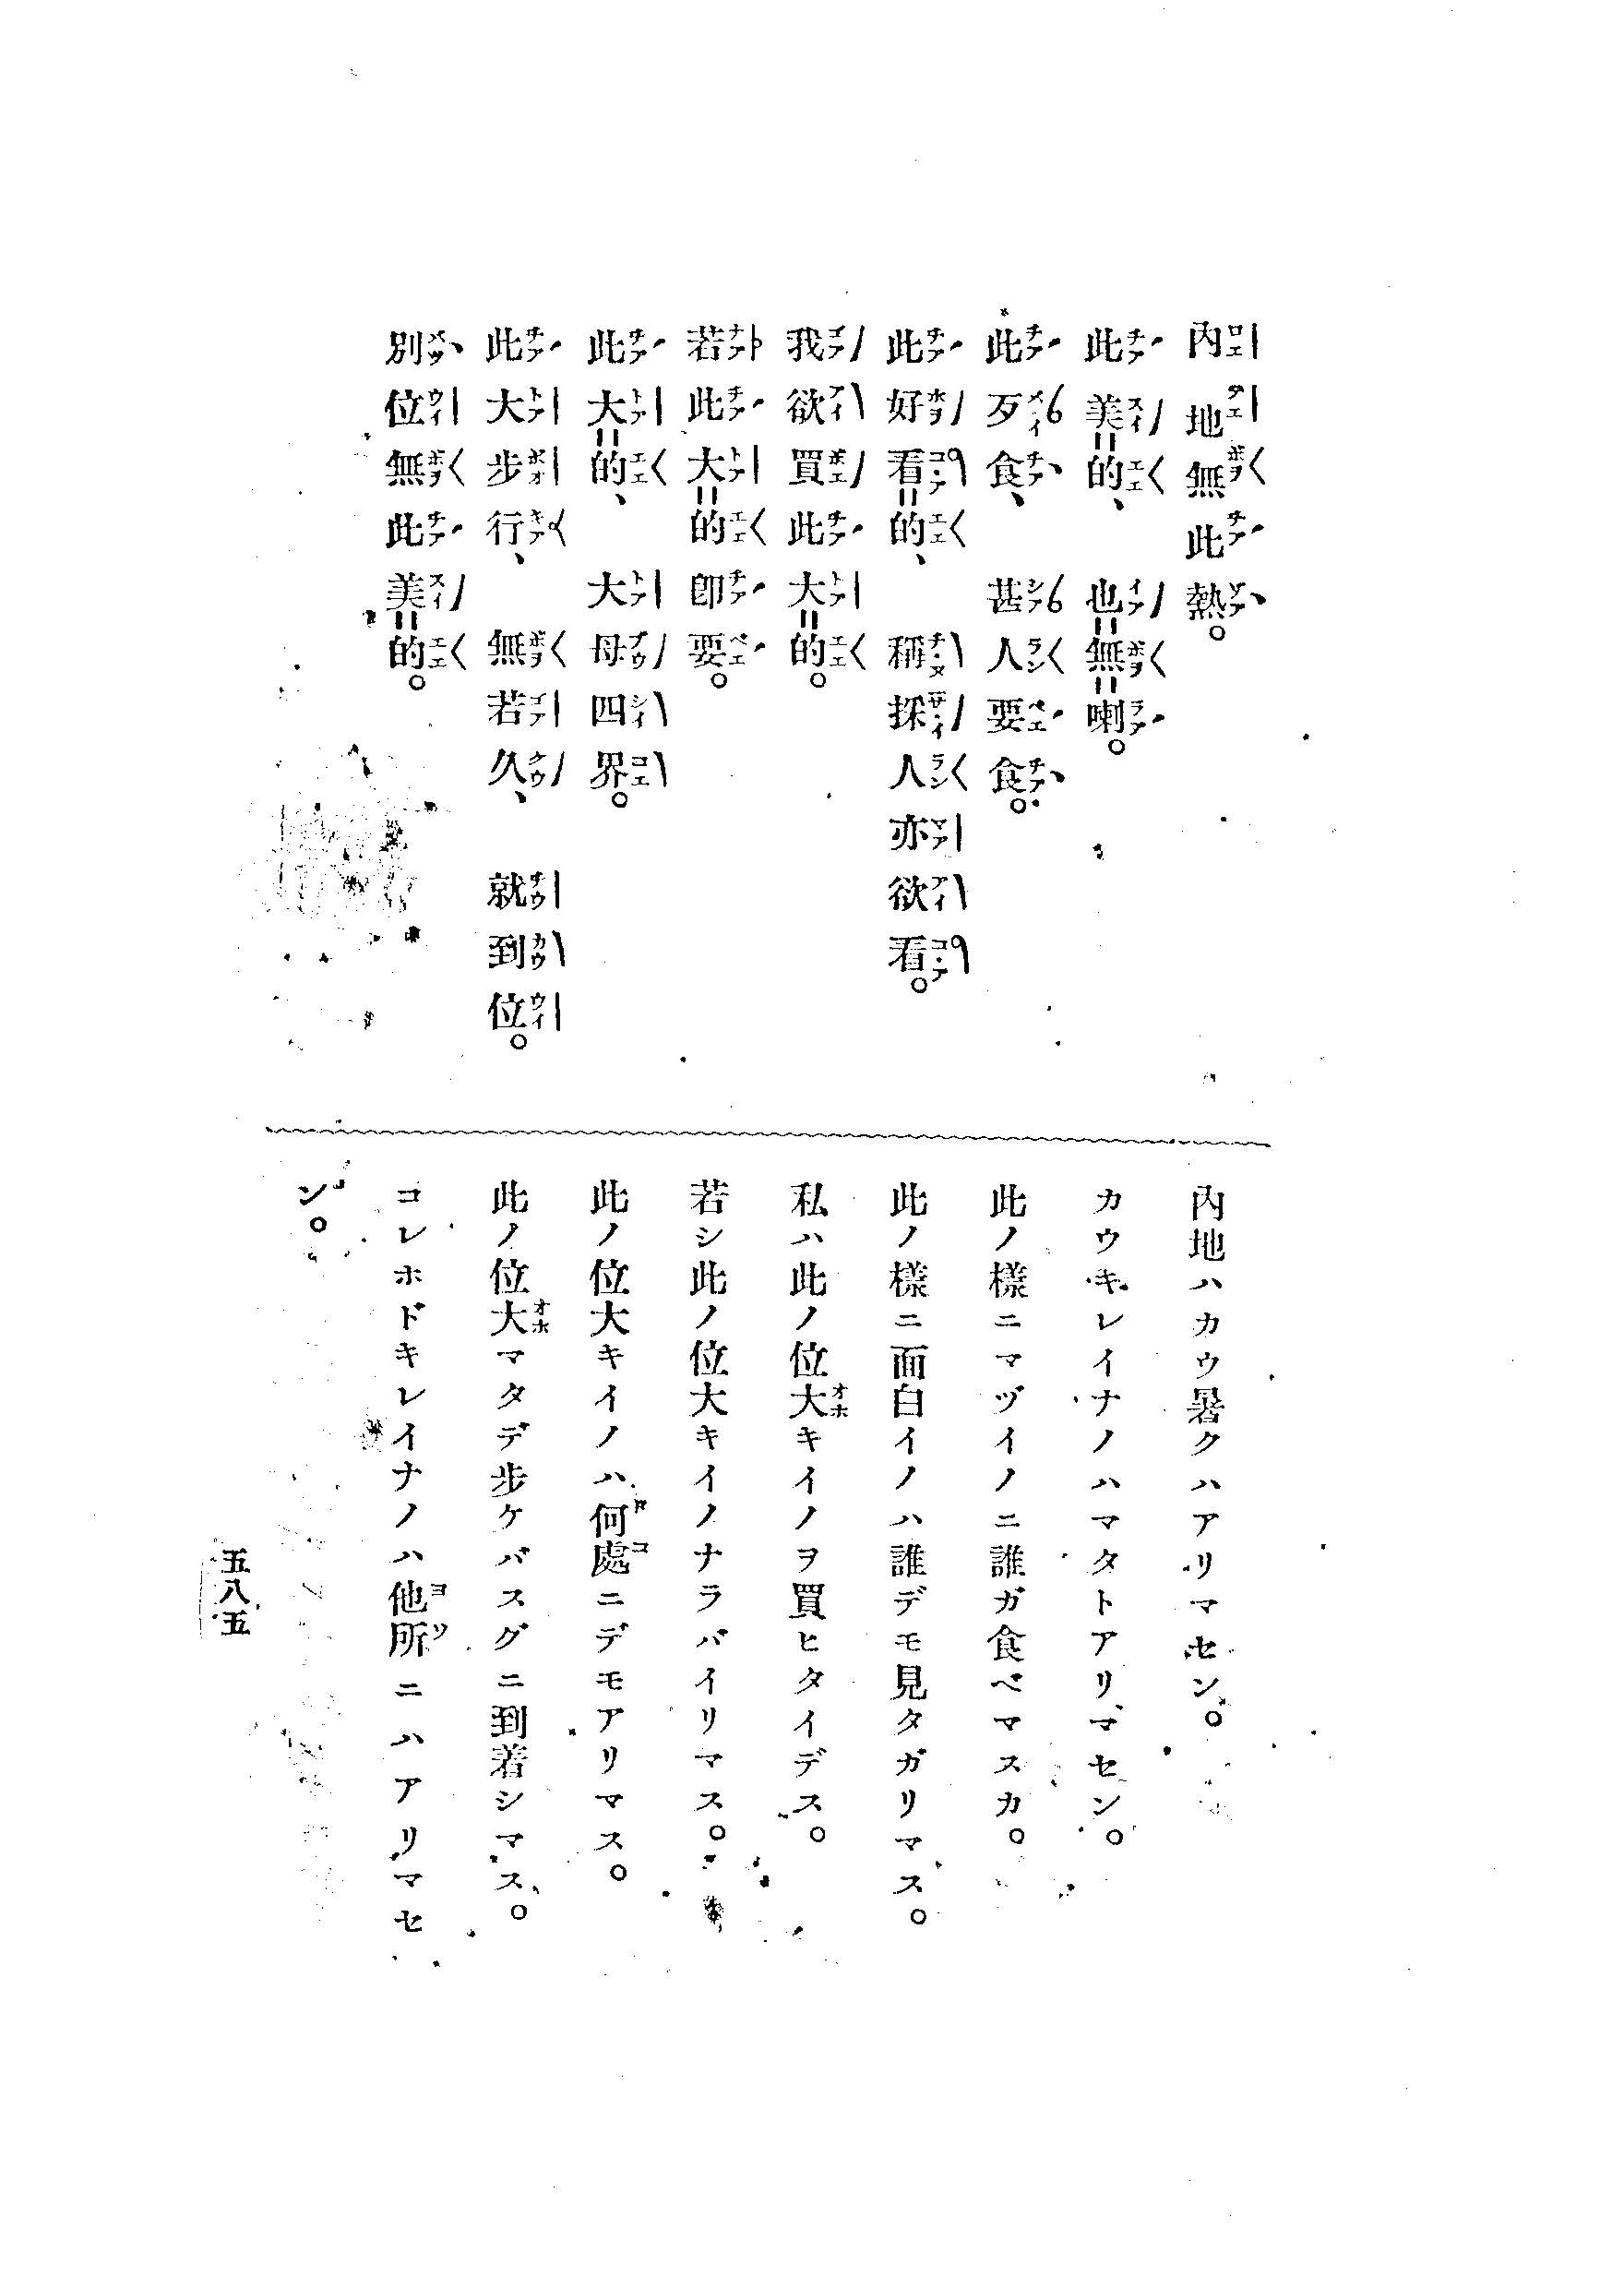 內地無此熱。
此美＝的、也＝無＝喇。
此歹食、甚人要食。
此好看＝的、稱採人亦欲看。
我欲買此大＝的。
若此大＝的卽要。
此大＝的、大母四界。
此大步行、無若久、就到位。
別位無此美＝的。
內地ハカウ暑クハアリマセン。
カウキレイナノハマタトアリマセン。
此ノ樣ニマヅイノニ誰ガ食ベマスカ。
此ノ樣ニ面白イノハ誰デモ見タガリマス。
私ハ此ノ位大キイノヲ買ヒタイデス。
若シ此ノ位大キイノナラバイリマス。
此ノ位大キイノハ何處ニデモアリマス。
此ノ位大マタデ步ケバスグニ到着シマス。
コレホドキレイナノハ他所ニハアリマセ
ン。
五八五